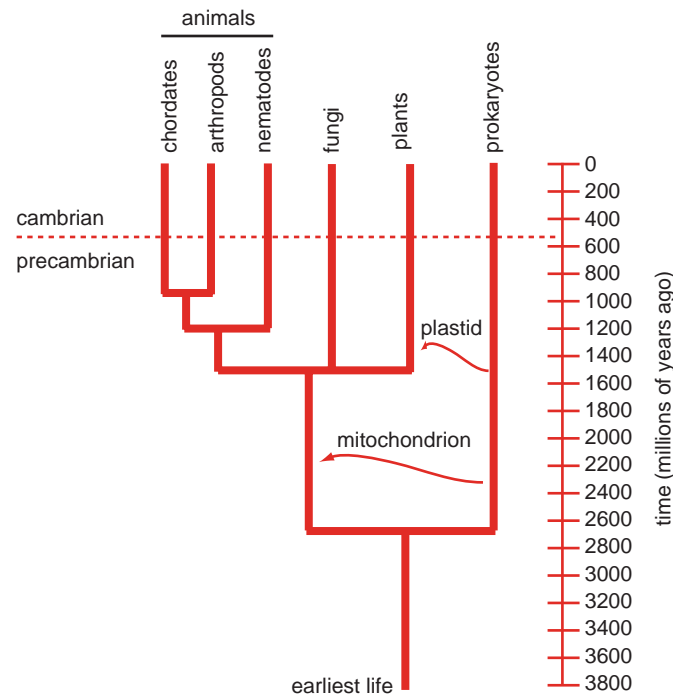 animals
chordates
arthropods
nematodes
fungi
plants
prokaryotes
0
200
400
cambrian
600
precambrian
800
1000
1200
plastid
1400
1600
1800
2000
mitochondrion
2200
2400
2600
2800
3000
3200
3400
3600
earliest life
3800
time (millions of years ago)